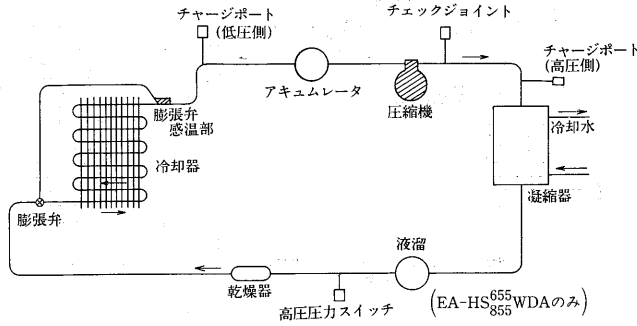 チャージポート
(低圧側)
チェックジョイント
チャージポート
(高圧側)
アキュムレータ
圧縮機
膨張弁
感温部
冷却水
冷却器
凝縮器
膨張弁
液溜
乾燥器
高圧圧力スイッチ
(EA-HS655 855WDAのみ)